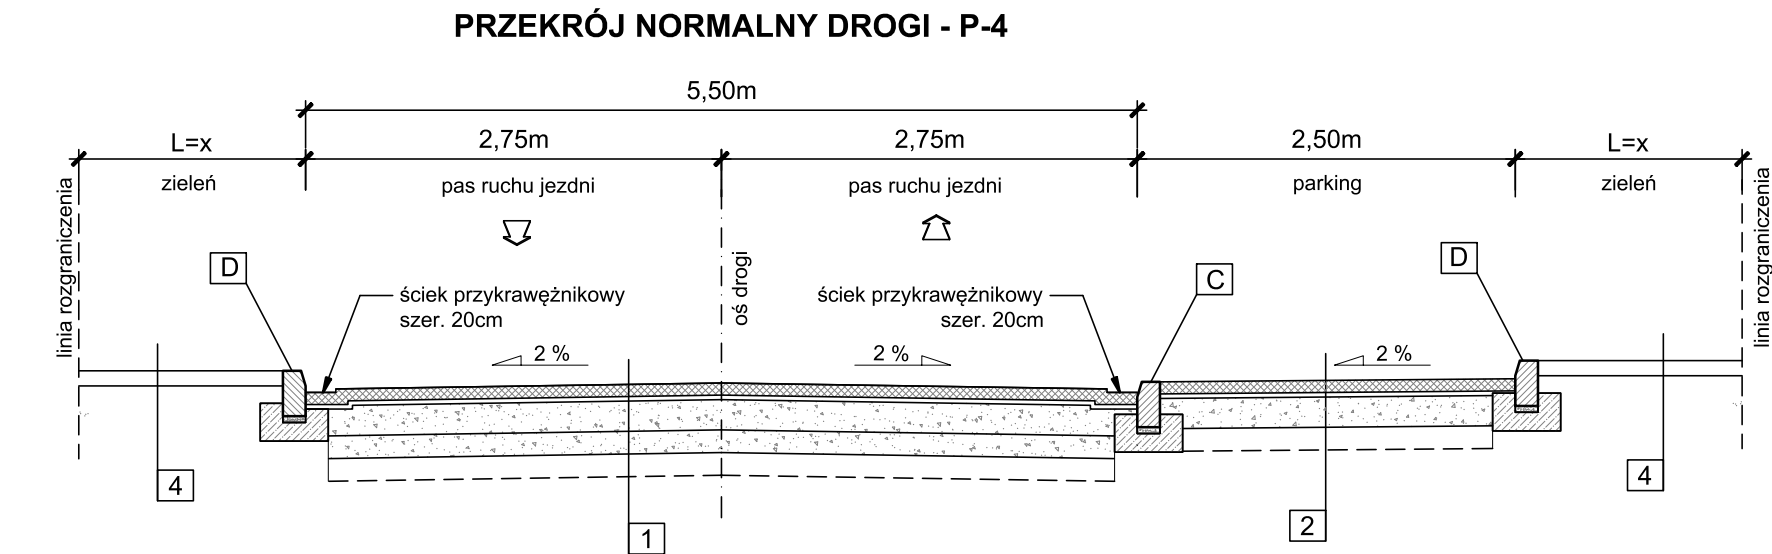 PRZEKRÓJ NORMALNY DROGI - P-4
5,50m
L=x
2,75m
2,75m
2,50m
L=x
zieleń
pas ruchu jezdni
pas ruchu jezdni
parking
zieleń
linia rozgraniczenia
linia rozgraniczenia
D
ściek przykrawężnikowy
szer. 20cm
oś drogi
ściek przykrawężnikowy
szer. 20cm
C
D
2 %
2 %
2 %
4
1
2
4